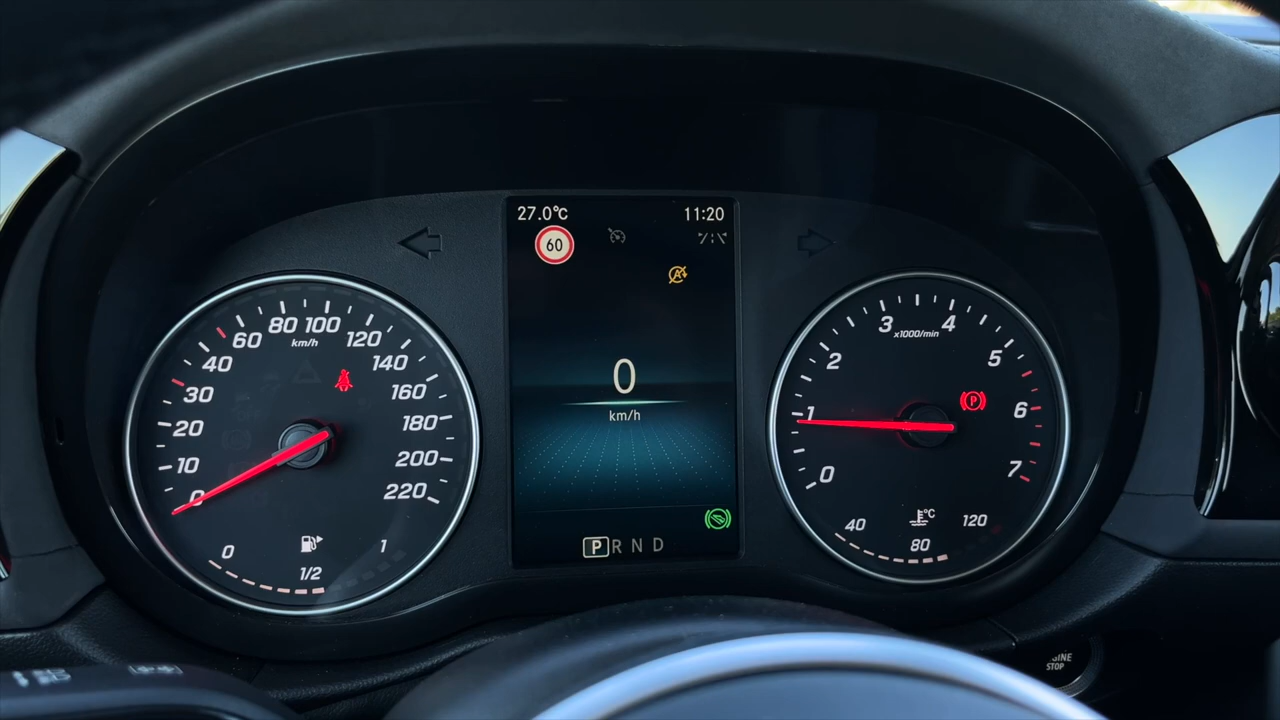 27.0°C 11:20
60
80 100
60 km/h 120
40 140
30 160
20 180
10 200
0 220
0 1/2 1
0
km/h
P R N D
3 x1000/min 4
2 5
1 P 6
0 7
°C
40 80 120
STOP